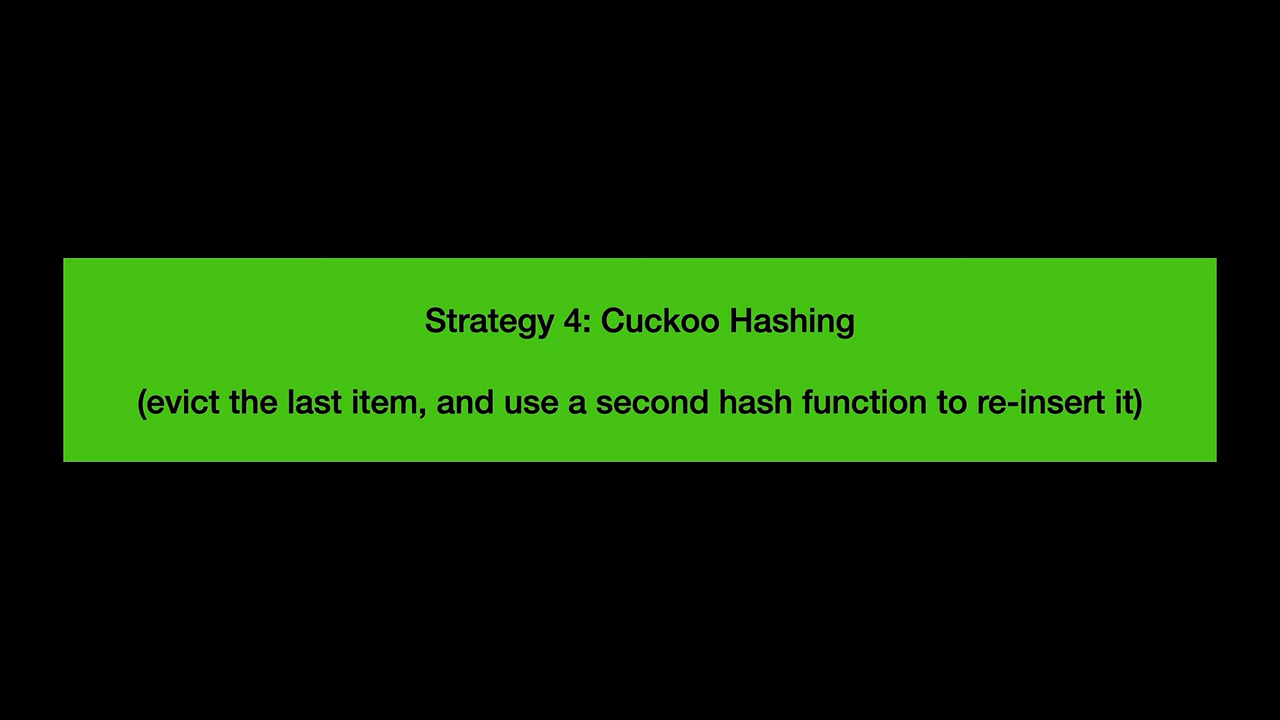 Strategy 4: Cuckoo Hashing
(evict the last item, and use a second hash function to re-insert it)